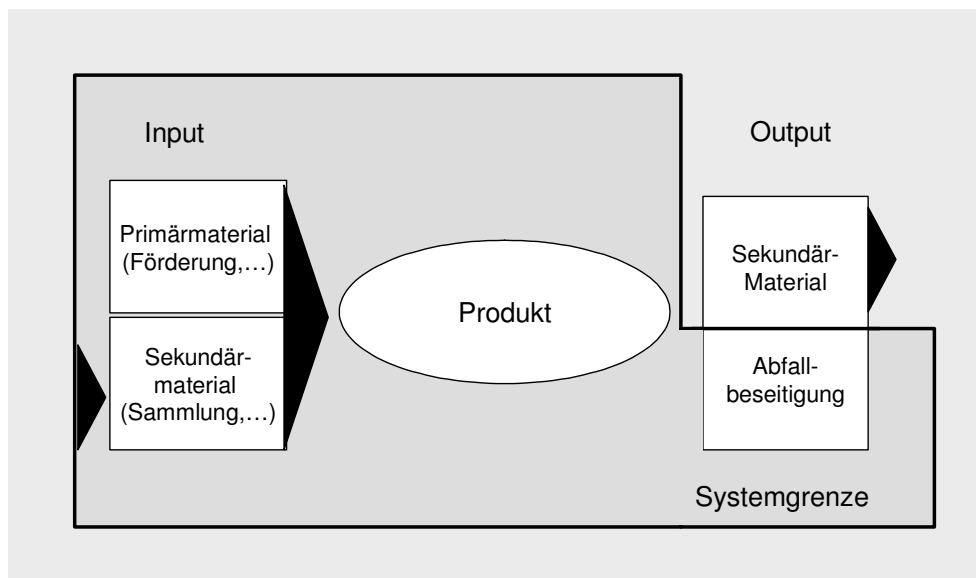 Input
Output
Primärmaterial
(Förderung,…)
Sekundär-
material
(Sammlung,…)
Produkt
Sekundär-
Material
Abfall-
beseitigung
Systemgrenze